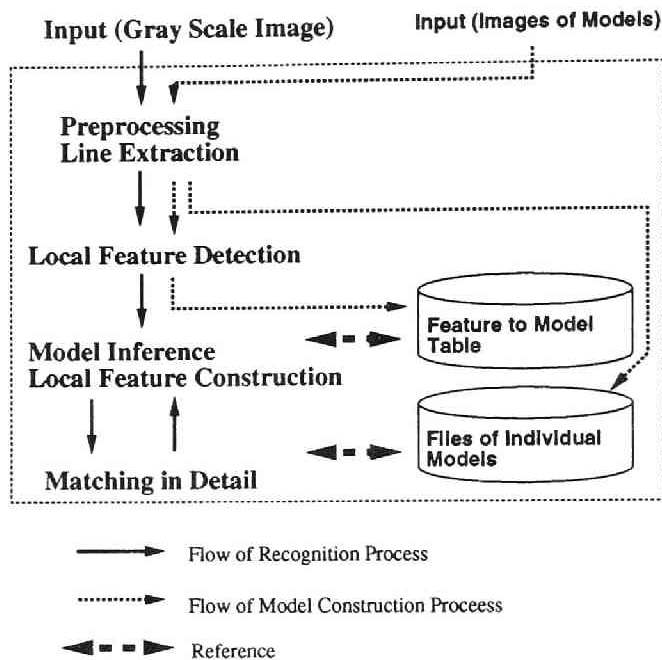 Input (Gray Scale Image)
Input (Images of Models)
Preprocessing
Line Extraction
Local Feature Detection
Feature to Model
Table
Model Inference
Local Feature Construction
Files of Individual
Models
Matching in Detail
Flow of Recognition Process
Flow of Model Construction Proceess
Reference